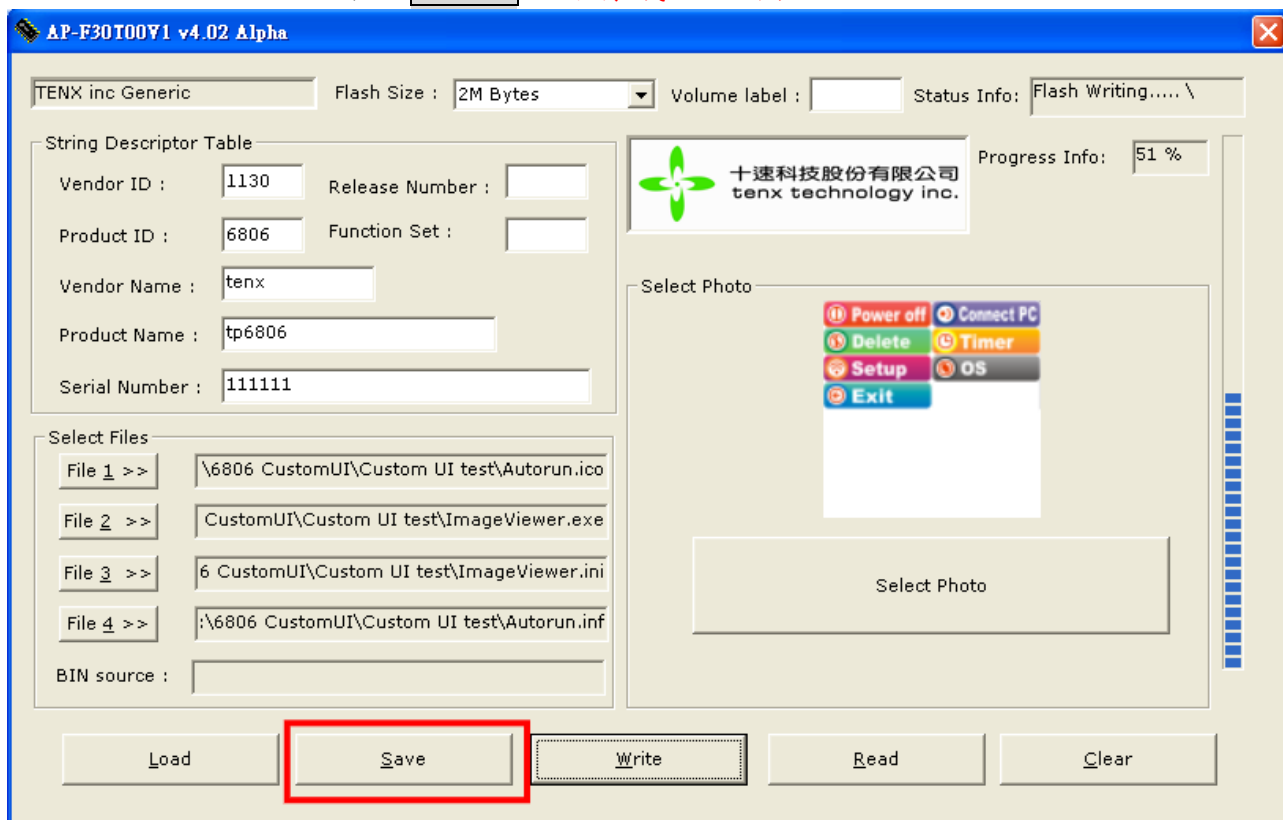 AP-F30T00V1 v4.02 Alpha
TENX inc Generic
Flash Size : 2M Bytes
Volume label :
Status Info: Flash Writing..... \
String Descriptor Table
Vendor ID : 1130
Release Number :
Product ID : 6806
Function Set :
Vendor Name : tenx
Product Name : tp6806
Serial Number : 111111
十速科技股份有限公司
tenx technology inc.
Progress Info: 51 %
Select Photo
Power off
Connect PC
Delete
Timer
Setup
OS
Exit
Select Photo
Select Files
File 1 >> \6806 CustomUI\Custom UI test\Autorun.ico
File 2 >> CustomUI\Custom UI test\ImageViewer.exe
File 3 >> 6 CustomUI\Custom UI test\ImageViewer.ini
File 4 >> :\6806 CustomUI\Custom UI test\Autorun.inf
BIN source :
Load
Save
Write
Read
Clear